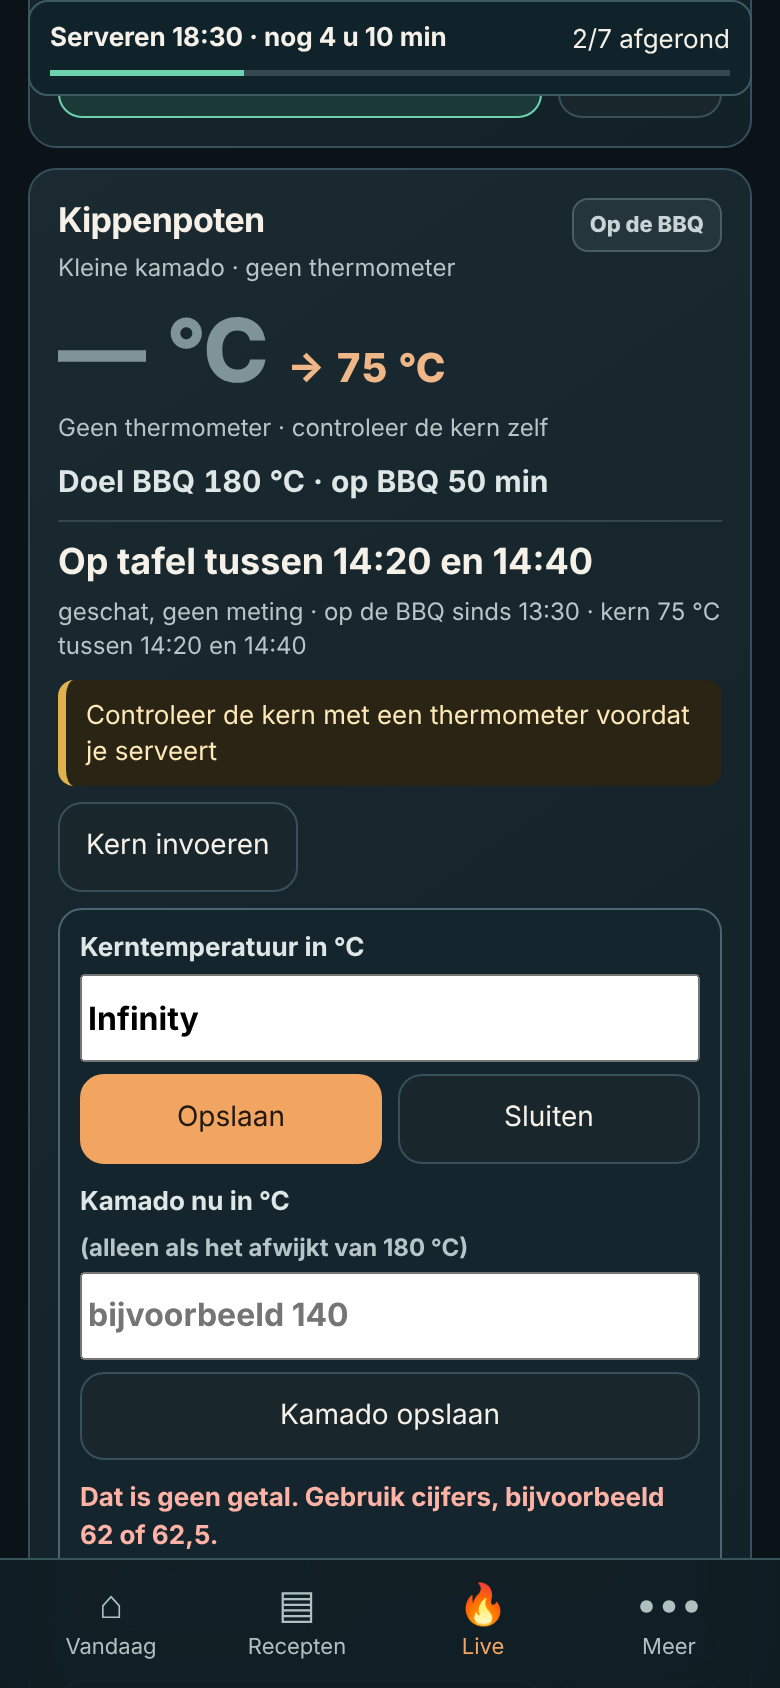 Serveren 18:30 · nog 4 u 10 min
2/7 afgerond
Kippenpoten
Op de BBQ
Kleine kamado · geen thermometer
— °C → 75 °C
Geen thermometer · controleer de kern zelf
Doel BBQ 180 °C · op BBQ 50 min
Op tafel tussen 14:20 en 14:40
geschat, geen meting · op de BBQ sinds 13:30 · kern 75 °C
tussen 14:20 en 14:40
Controleer de kern met een thermometer voordat
je serveert
Kern invoeren
Kerntemperatuur in °C
Infinity
Opslaan
Sluiten
Kamado nu in °C
(alleen als het afwijkt van 180 °C)
bijvoorbeeld 140
Kamado opslaan
Dat is geen getal. Gebruik cijfers, bijvoorbeeld
62 of 62,5.
Vandaag
Recepten
Live
Meer